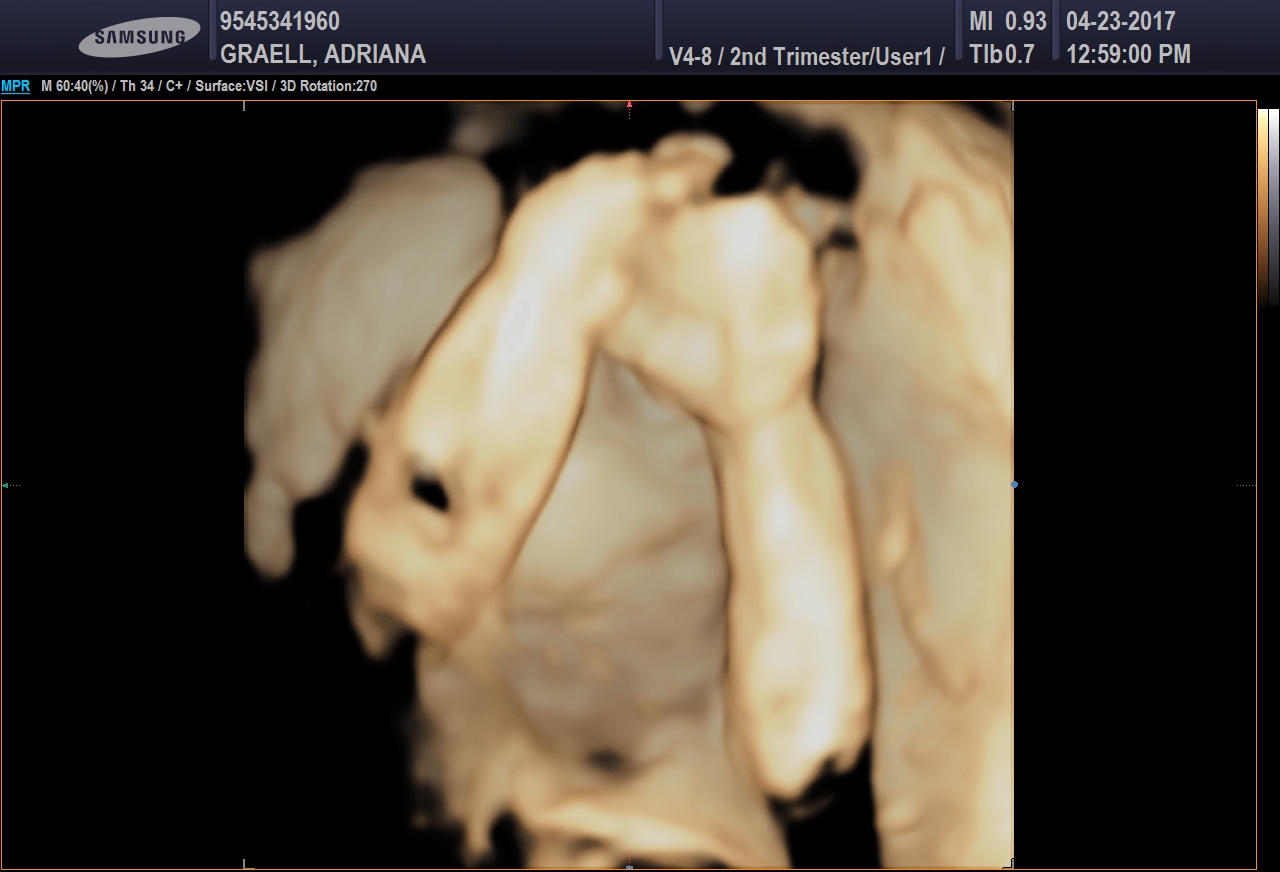 SAMSUNG
9545341960
GRAELL, ADRIANA
V4-8 / 2nd Trimester/User1 /
MI 0.93
TIb 0.7
04-23-2017
12:59:00 PM
MPR M 60:40(%) / Th 34 / C+ / Surface:VSI / 3D Rotation:270